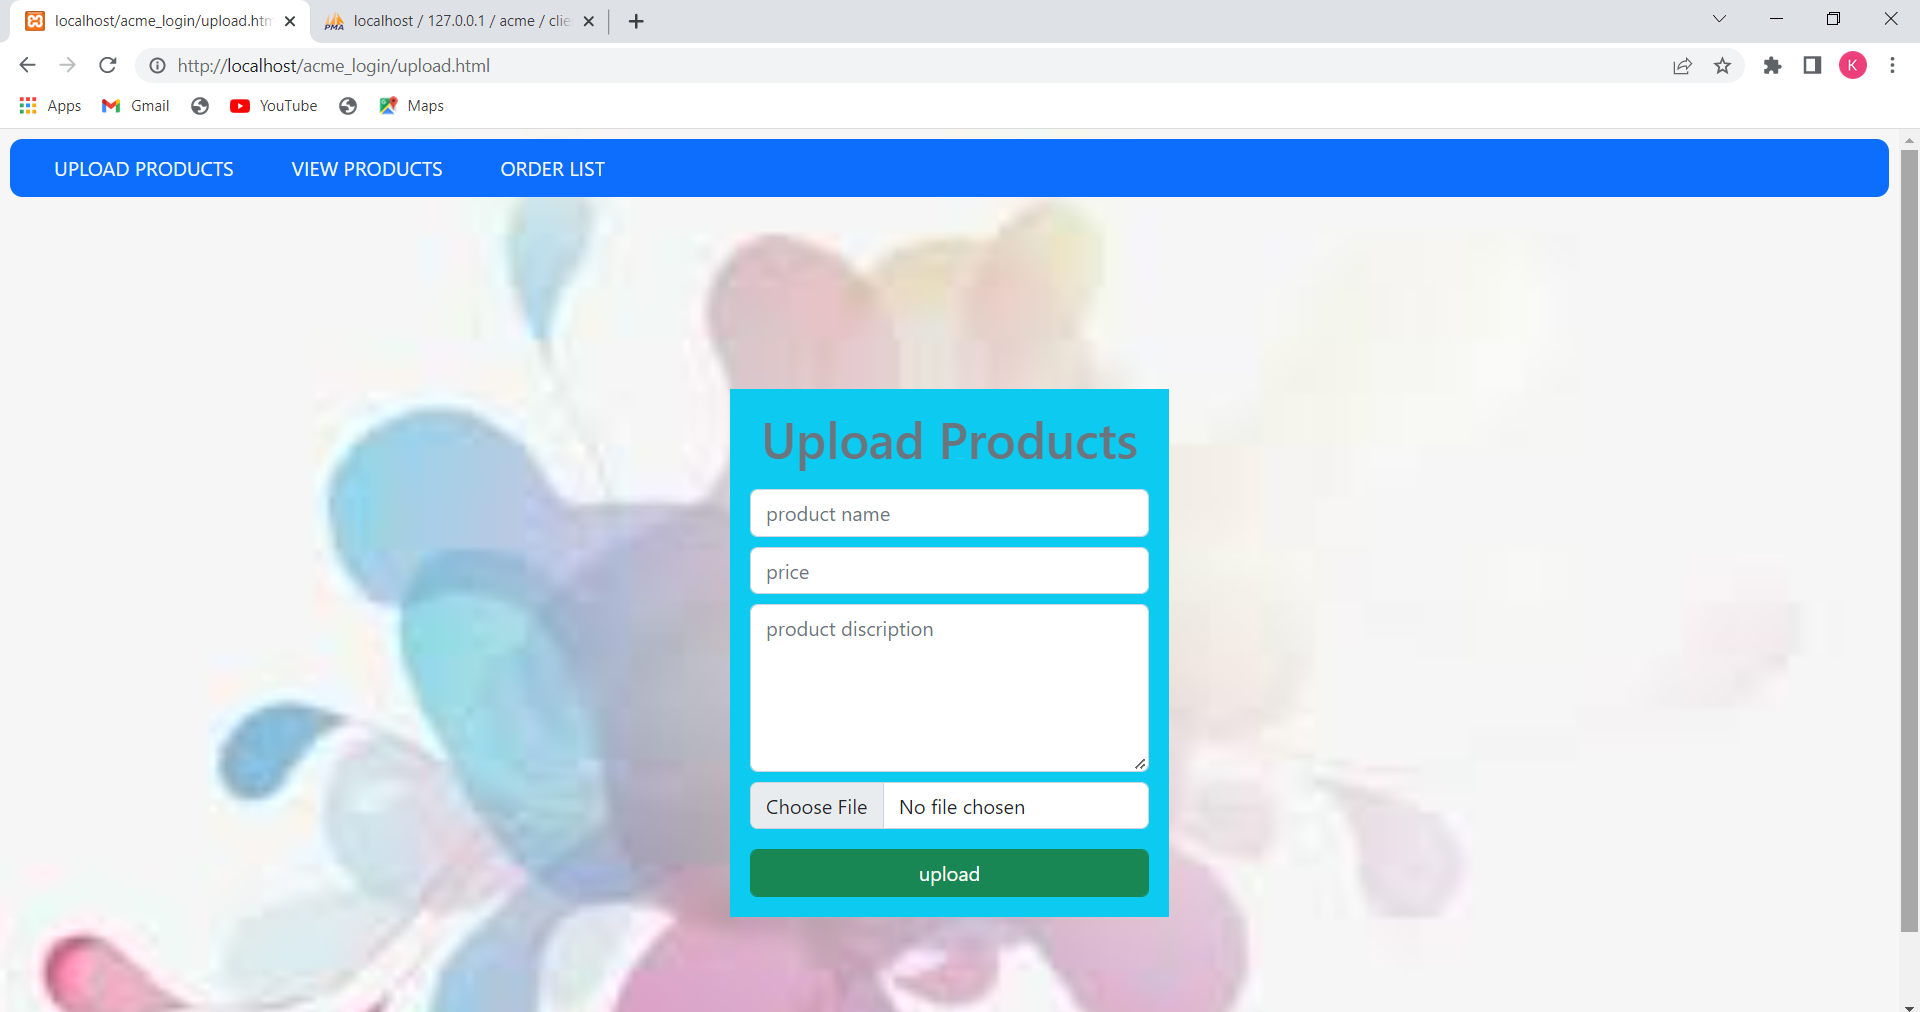 localhost/acme_login/upload.htm
localhost / 127.0.0.1 / acme / clie
http://localhost/acme_login/upload.html
K
Apps Gmail YouTube Maps
UPLOAD PRODUCTS VIEW PRODUCTS ORDER LIST
Upload Products
product name
price
product discription
Choose File No file chosen
upload